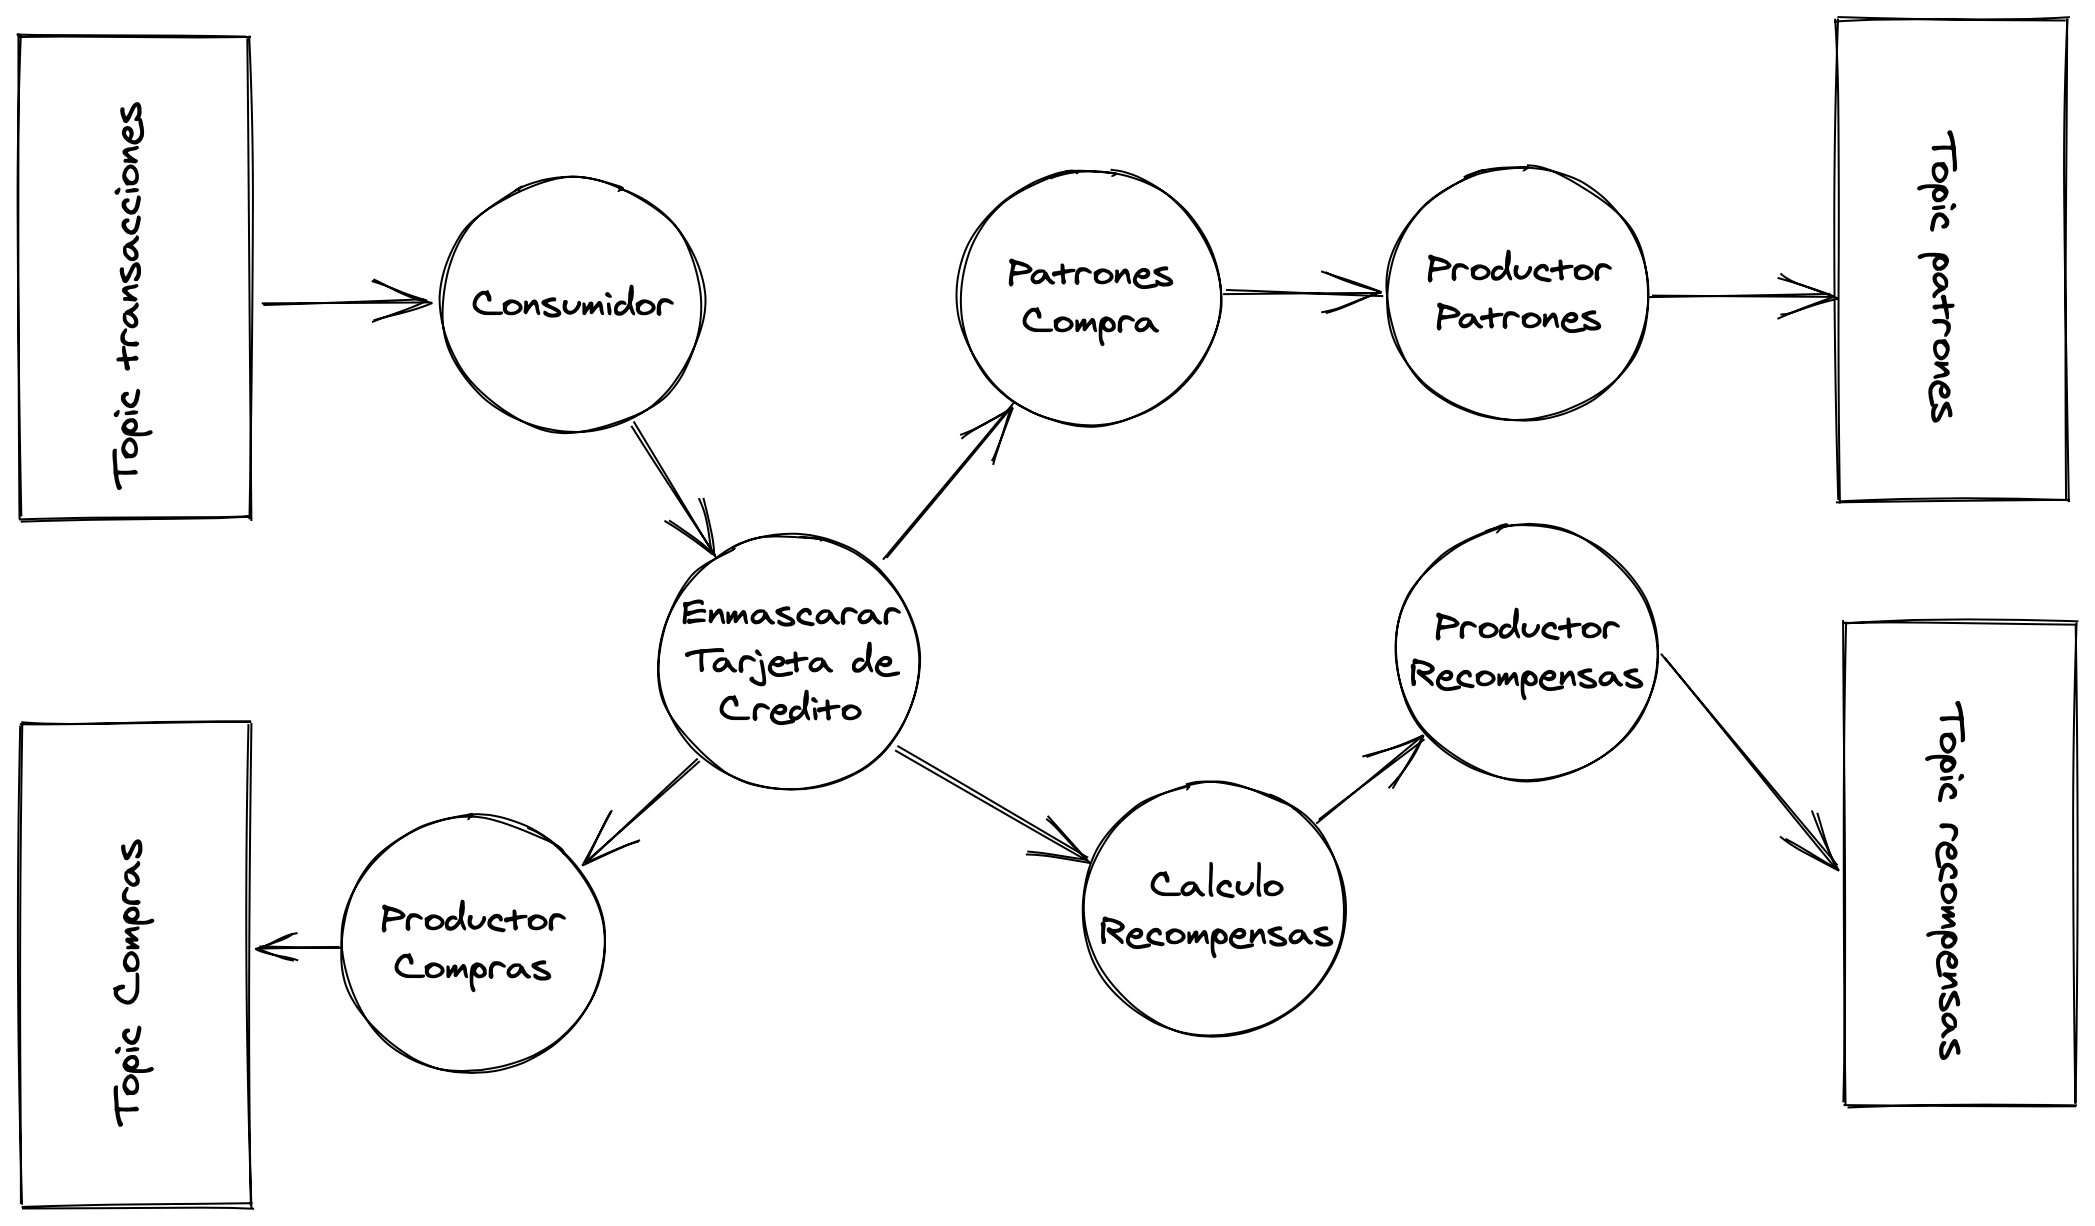 Topic transacciones
Consumidor
Patrones
Compra
Productor
Patrones
Topic patrones
Enmascarar
Tarjeta de
Credito
Productor
Recompensas
Topic recompensas
Topic Compras
Productor
Compras
Calculo
Recompensas